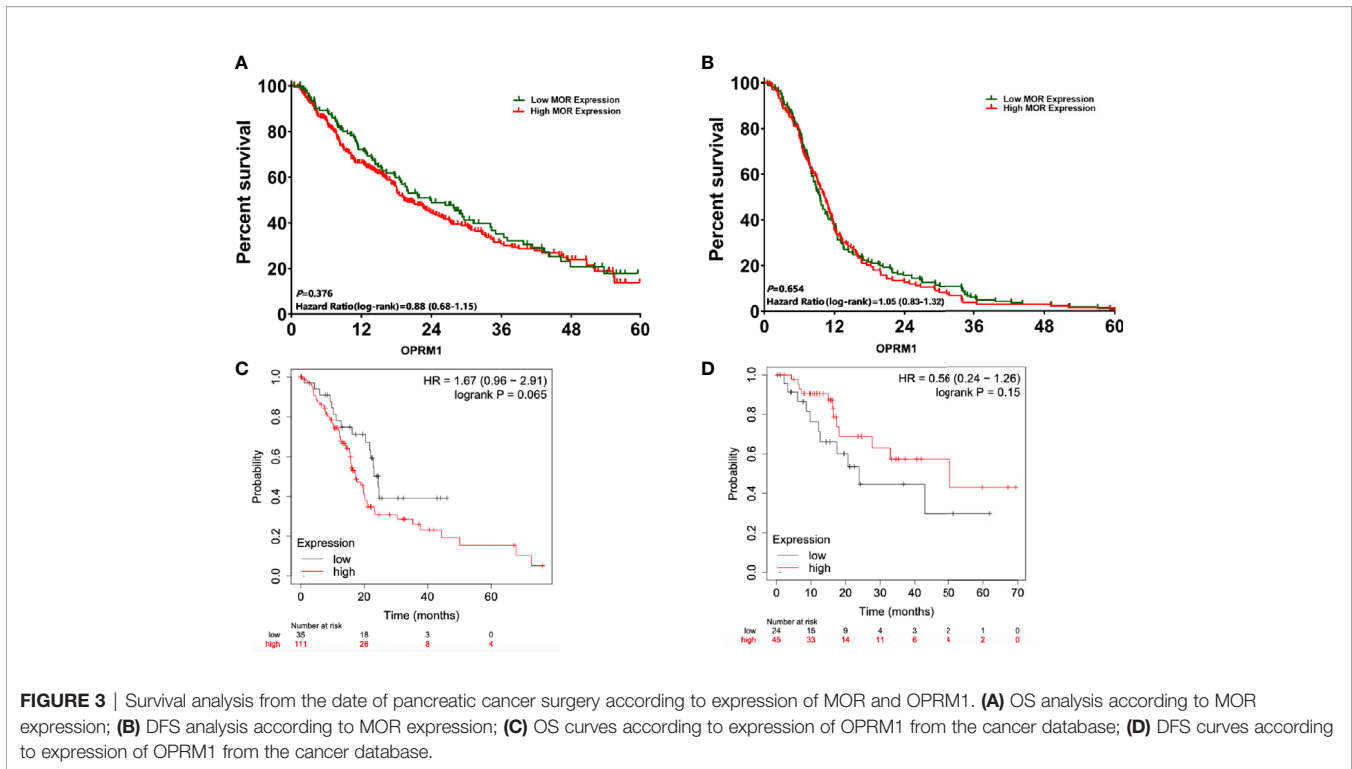 A
100
80
60
40
20
0
Percent survival
Low MOR Expression
High MOR Expression
P=0.376
Hazard Ratio(log-rank)=0.88 (0.68-1.15)
0 12 24 36 48 60
OPRM1
B
100
80
60
40
20
0
Percent survival
Low MOR Expression
High MOR Expression
P=0.654
Hazard Ratio(log-rank)=1.05 (0.83-1.32)
0 12 24 36 48 60
OPRM1
C
HR = 1.67 (0.96 − 2.91)
logrank P = 0.065
1.0
0.8
0.6
0.4
0.2
0.0
Probability
Expression
low
high
0 20 40 60
Time (months)
Number at risk
low 35 18 3 0
high 111 26 8 4
D
HR = 0.56 (0.24 − 1.26)
logrank P = 0.15
1.0
0.8
0.6
0.4
0.2
0.0
Probability
Expression
low
high
0 10 20 30 40 50 60 70
Time (months)
Number at risk
low 24 15 9 4 3 2 1 0
high 45 33 14 11 6 4 2 0
FIGURE 3 | Survival analysis from the date of pancreatic cancer surgery according to expression of MOR and OPRM1. (A) OS analysis according to MOR
expression; (B) DFS analysis according to MOR expression; (C) OS curves according to expression of OPRM1 from the cancer database; (D) DFS curves according
to expression of OPRM1 from the cancer database.